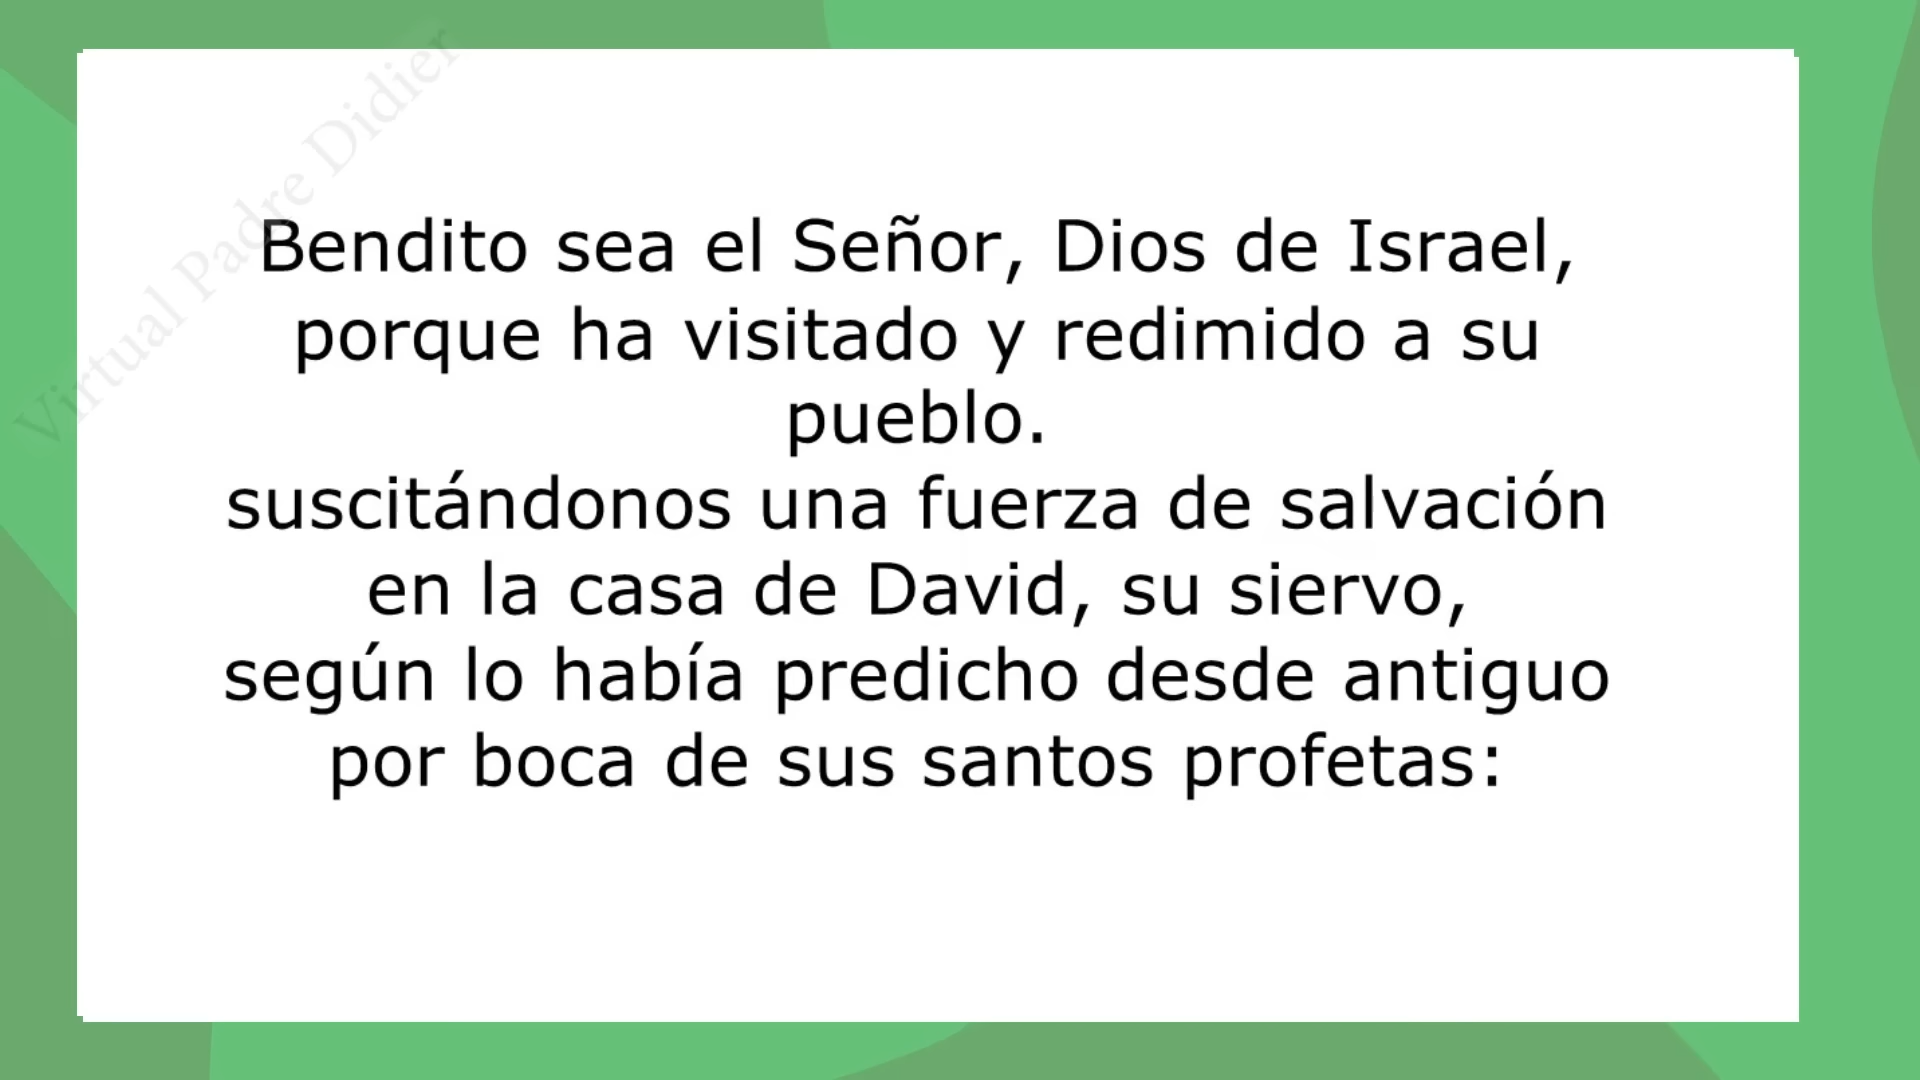 Virtual Padre Didier
Bendito sea el Señor, Dios de Israel,
porque ha visitado y redimido a su
pueblo.
suscitándonos una fuerza de salvación
en la casa de David, su siervo,
según lo había predicho desde antiguo
por boca de sus santos profetas: